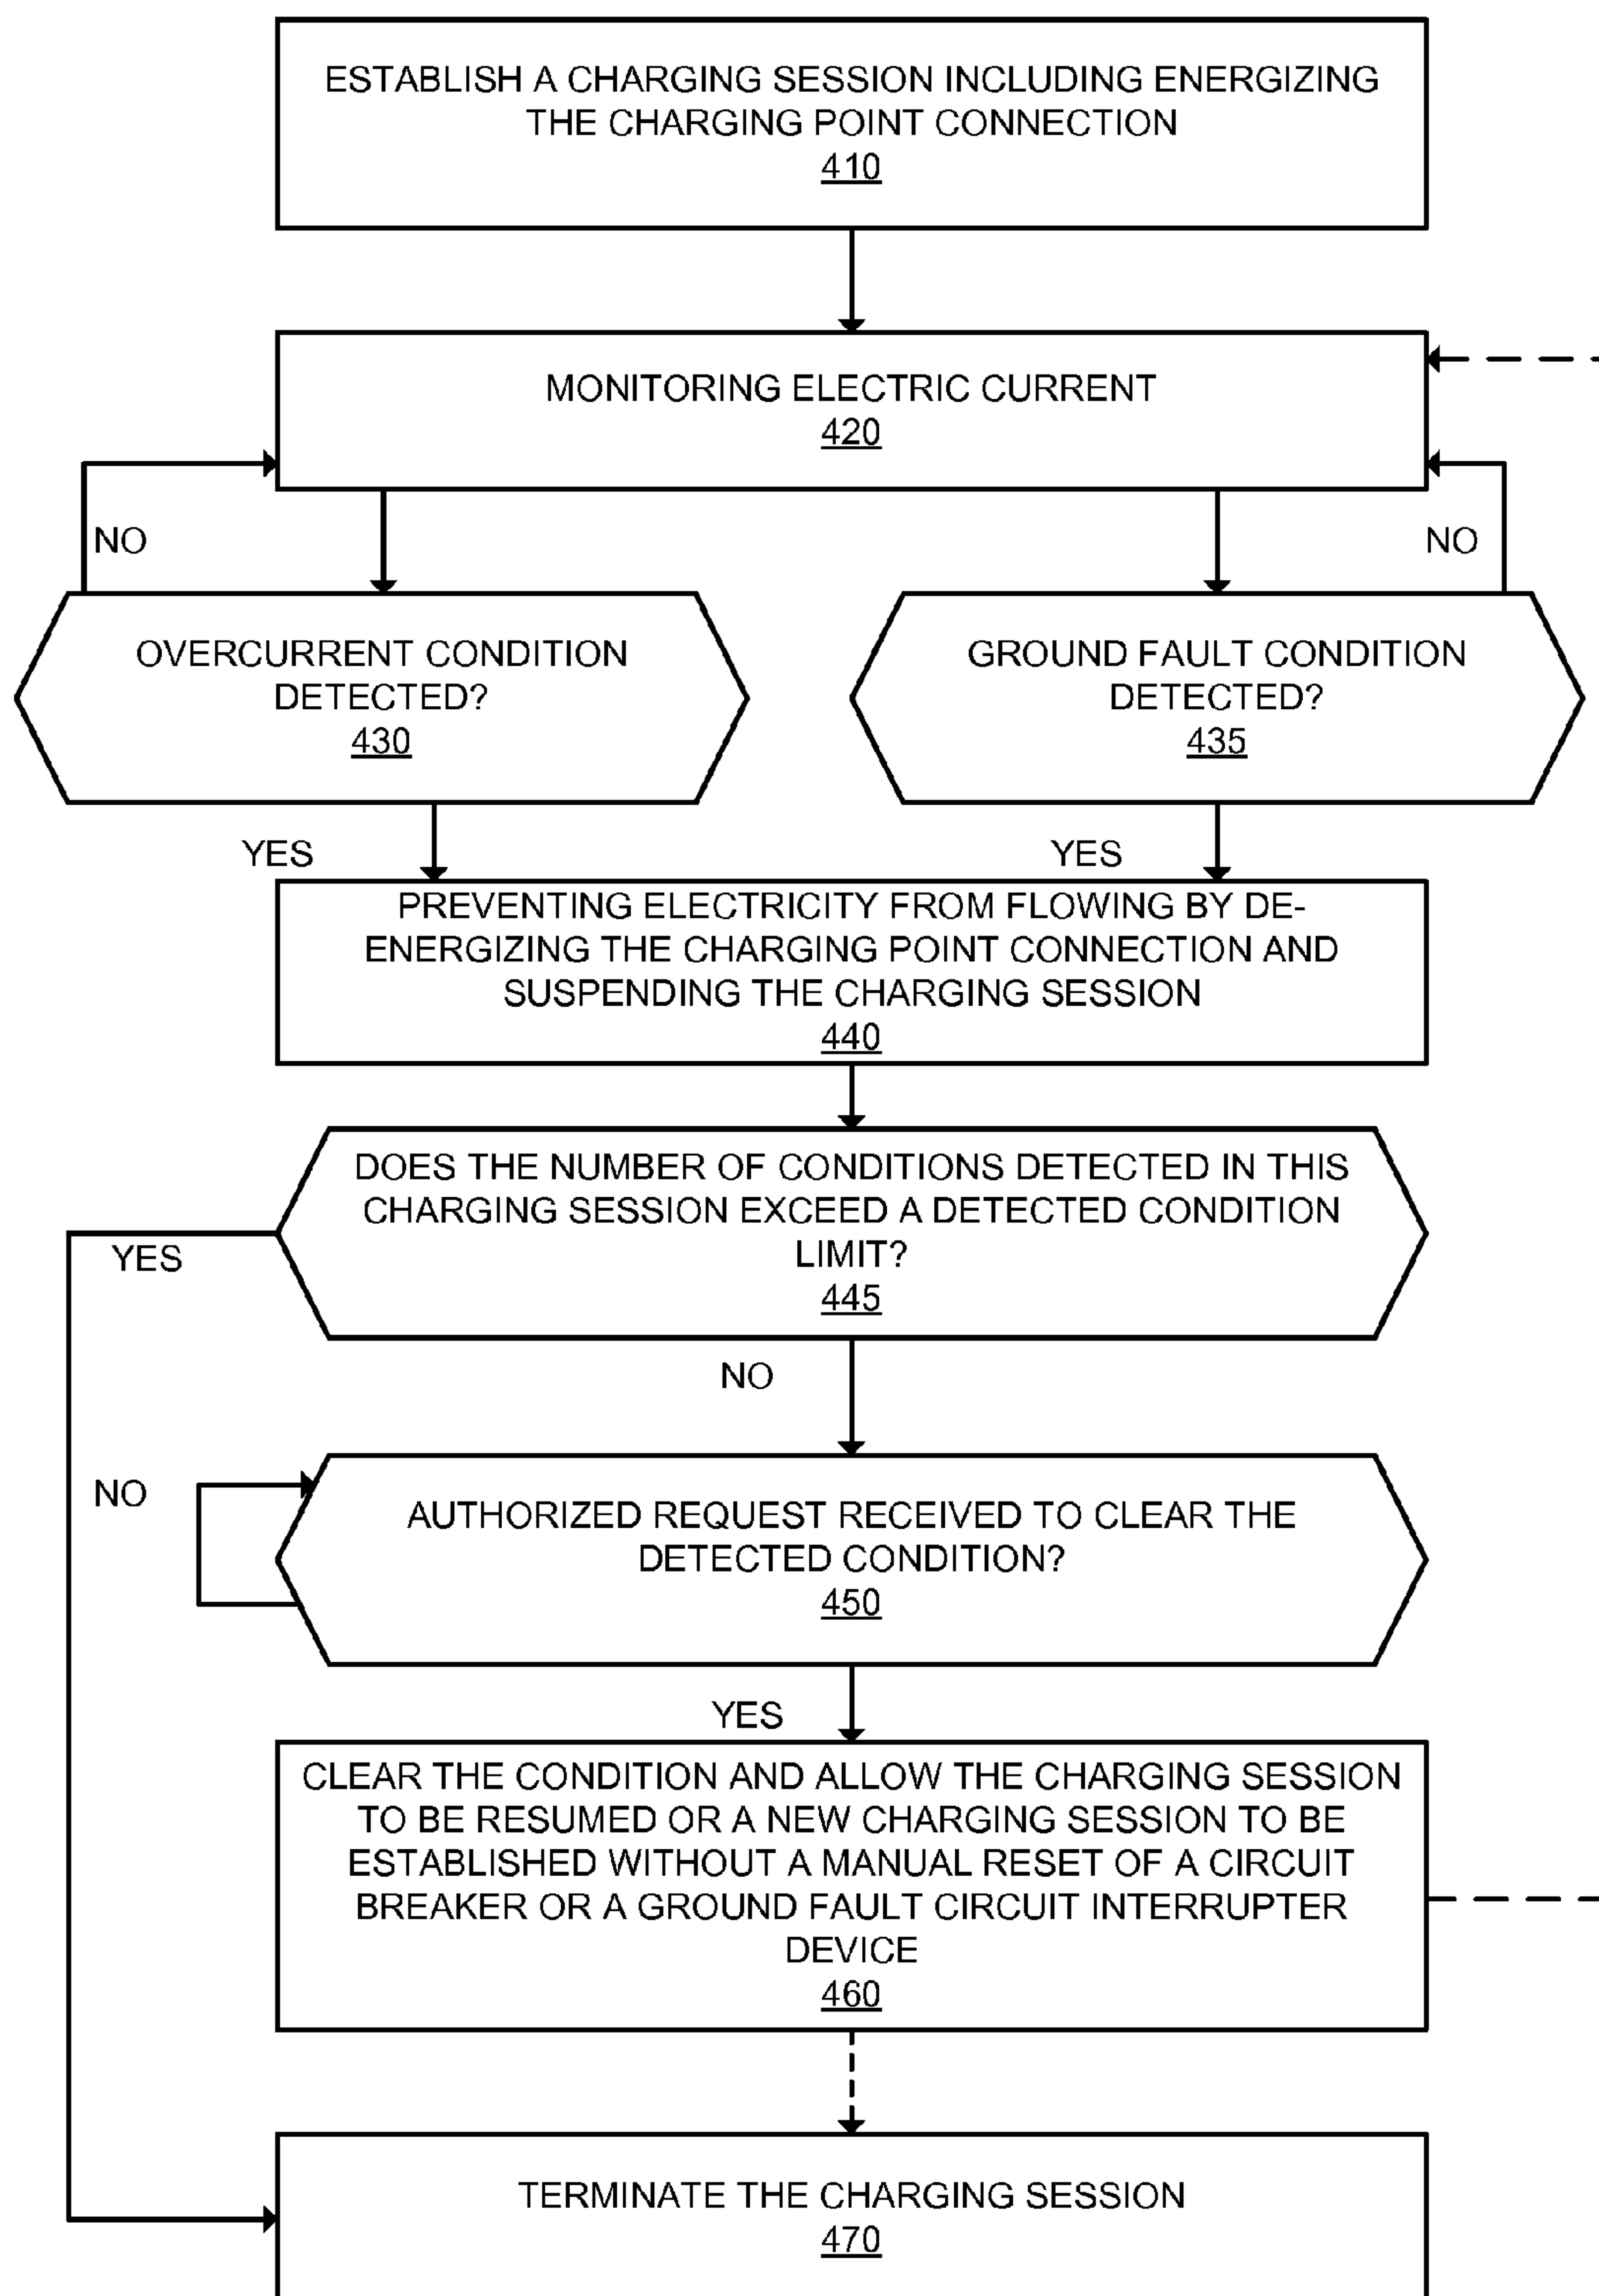 ESTABLISH A CHARGING SESSION INCLUDING ENERGIZING
THE CHARGING POINT CONNECTION
410
MONITORING ELECTRIC CURRENT
420
NO
NO
OVERCURRENT CONDITION
DETECTED?
430
GROUND FAULT CONDITION
DETECTED?
435
YES
YES
PREVENTING ELECTRICITY FROM FLOWING BY DE-
ENERGIZING THE CHARGING POINT CONNECTION AND
SUSPENDING THE CHARGING SESSION
440
DOES THE NUMBER OF CONDITIONS DETECTED IN THIS
CHARGING SESSION EXCEED A DETECTED CONDITION
LIMIT?
445
YES
NO
NO
AUTHORIZED REQUEST RECEIVED TO CLEAR THE
DETECTED CONDITION?
450
YES
CLEAR THE CONDITION AND ALLOW THE CHARGING SESSION
TO BE RESUMED OR A NEW CHARGING SESSION TO BE
ESTABLISHED WITHOUT A MANUAL RESET OF A CIRCUIT
BREAKER OR A GROUND FAULT CIRCUIT INTERRUPTER
DEVICE
460
TERMINATE THE CHARGING SESSION
470